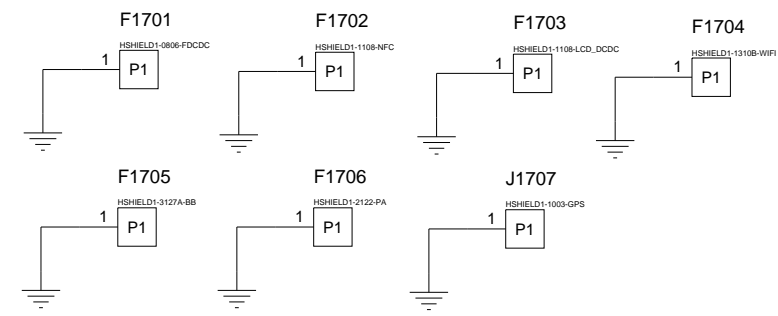 F1701
HSHIELD1-0806-FDCDC
1
P1
F1702
HSHIELD1-1108-NFC
1
P1
F1703
HSHIELD1-1108-LCD_DCDC
1
P1
F1704
HSHIELD1-1310B-WIFI
1
P1
F1705
HSHIELD1-3127A-BB
1
P1
F1706
HSHIELD1-2122-PA
1
P1
J1707
HSHIELD1-1003-GPS
1
P1